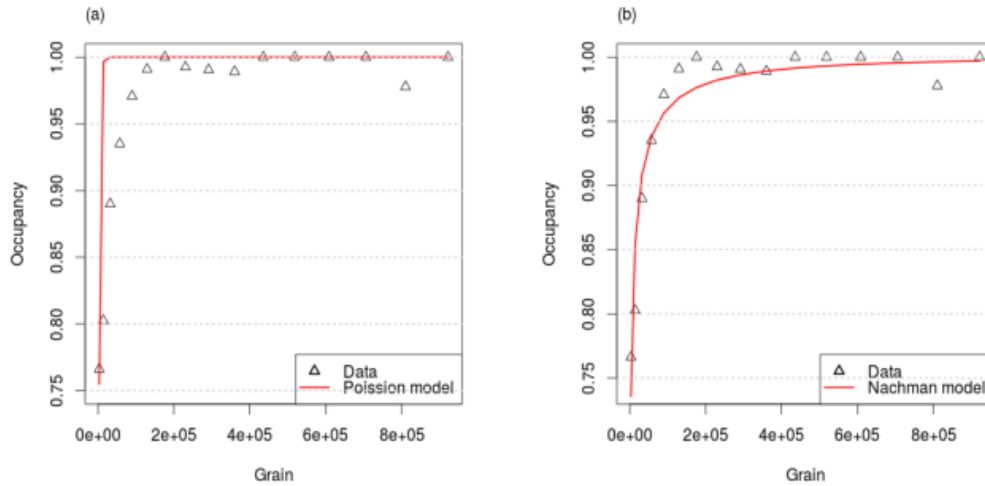 (a)
Occupancy
1.00
0.95
0.90
0.85
0.80
0.75
Data
Poission model
0e+00 2e+05 4e+05 6e+05 8e+05
Grain
(b)
Occupancy
1.00
0.95
0.90
0.85
0.80
0.75
Data
Nachman model
0e+00 2e+05 4e+05 6e+05 8e+05
Grain